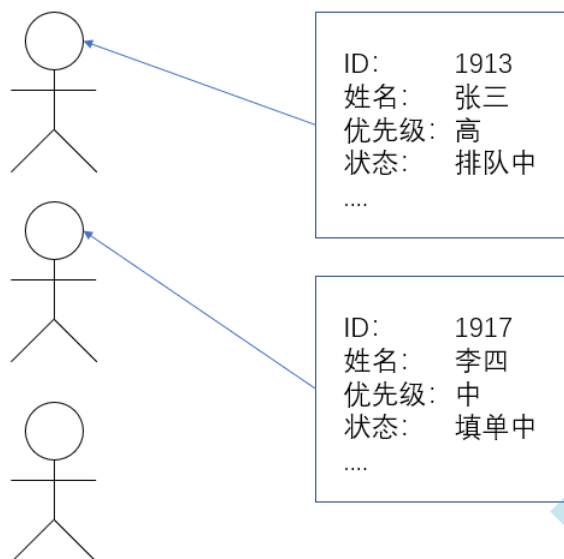 ID: 1913
姓名: 张三
优先级: 高
状态: 排队中
....
ID: 1917
姓名: 李四
优先级: 中
状态: 填单中
....